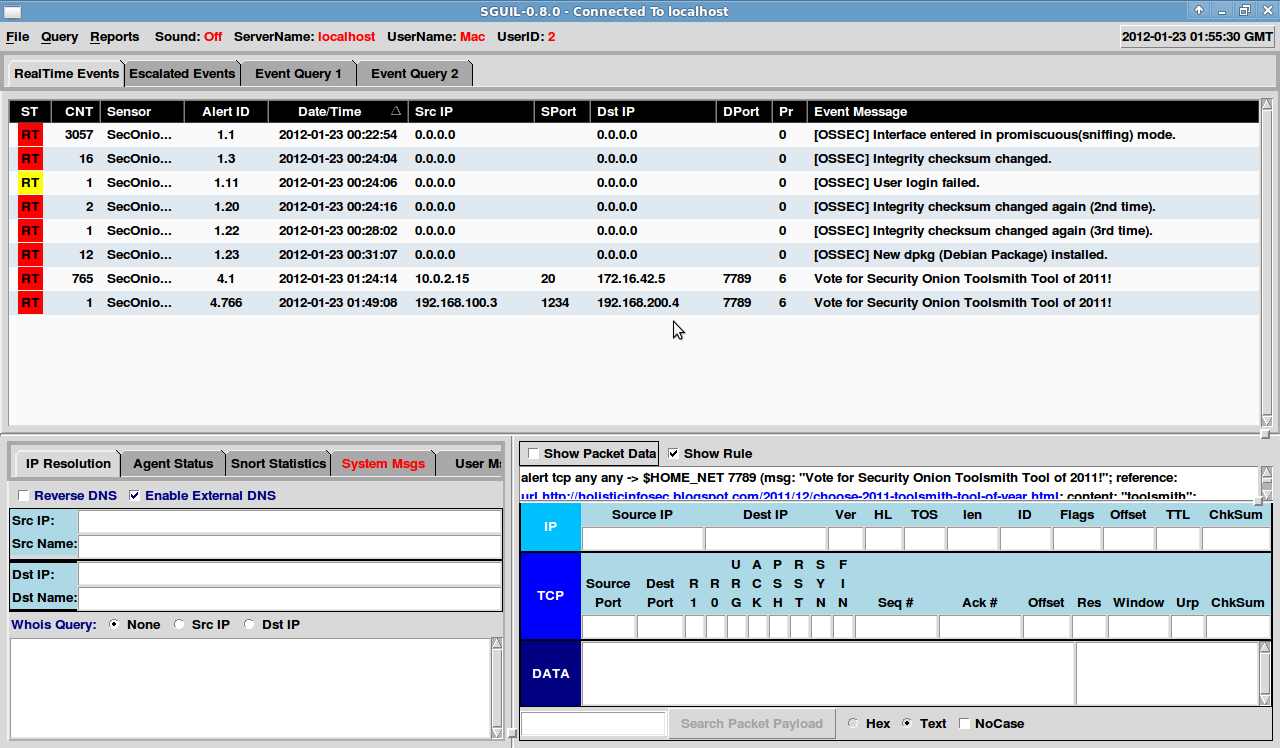 SGUIL-0.8.0 - Connected To localhost
File Query Reports Sound: Off ServerName: localhost UserName: Mac UserID: 2 2012-01-23 01:55:30 GMT
RealTime Events Escalated Events Event Query 1 Event Query 2
ST CNT Sensor Alert ID Date/Time Src IP SPort Dst IP DPort Pr Event Message
RT 3057 SecOnio... 1.1 2012-01-23 00:22:54 0.0.0.0 0.0.0.0 0 [OSSEC] Interface entered in promiscuous(sniffing) mode.
RT 16 SecOnio... 1.3 2012-01-23 00:24:04 0.0.0.0 0.0.0.0 0 [OSSEC] Integrity checksum changed.
RT 1 SecOnio... 1.11 2012-01-23 00:24:06 0.0.0.0 0.0.0.0 0 [OSSEC] User login failed.
RT 2 SecOnio... 1.20 2012-01-23 00:24:16 0.0.0.0 0.0.0.0 0 [OSSEC] Integrity checksum changed again (2nd time).
RT 1 SecOnio... 1.22 2012-01-23 00:28:02 0.0.0.0 0.0.0.0 0 [OSSEC] Integrity checksum changed again (3rd time).
RT 12 SecOnio... 1.23 2012-01-23 00:31:07 0.0.0.0 0.0.0.0 0 [OSSEC] New dpkg (Debian Package) installed.
RT 765 SecOnio... 4.1 2012-01-23 01:24:14 10.0.2.15 20 172.16.42.5 7789 6 Vote for Security Onion Toolsmith Tool of 2011!
RT 1 SecOnio... 4.766 2012-01-23 01:49:08 192.168.100.3 1234 192.168.200.4 7789 6 Vote for Security Onion Toolsmith Tool of 2011!
IP Resolution Agent Status Snort Statistics System Msgs User Ms
Reverse DNS Enable External DNS
Src IP:
Src Name:
Dst IP:
Dst Name:
Whois Query: None Src IP Dst IP
Show Packet Data Show Rule
alert tcp any any -> $HOME_NET 7789 (msg: "Vote for Security Onion Toolsmith Tool of 2011!"; reference:
url,http://holisticinfosec.blogspot.com/2011/12/choose-2011-toolsmith-tool-of-year.html; content: "toolsmith";
IP Source IP Dest IP Ver HL TOS len ID Flags Offset TTL ChkSum
TCP Source Port Dest Port R1 R0 URG ACK PSH RST SYN FIN Seq # Ack # Offset Res Window Urp ChkSum
DATA
Search Packet Payload Hex Text NoCase